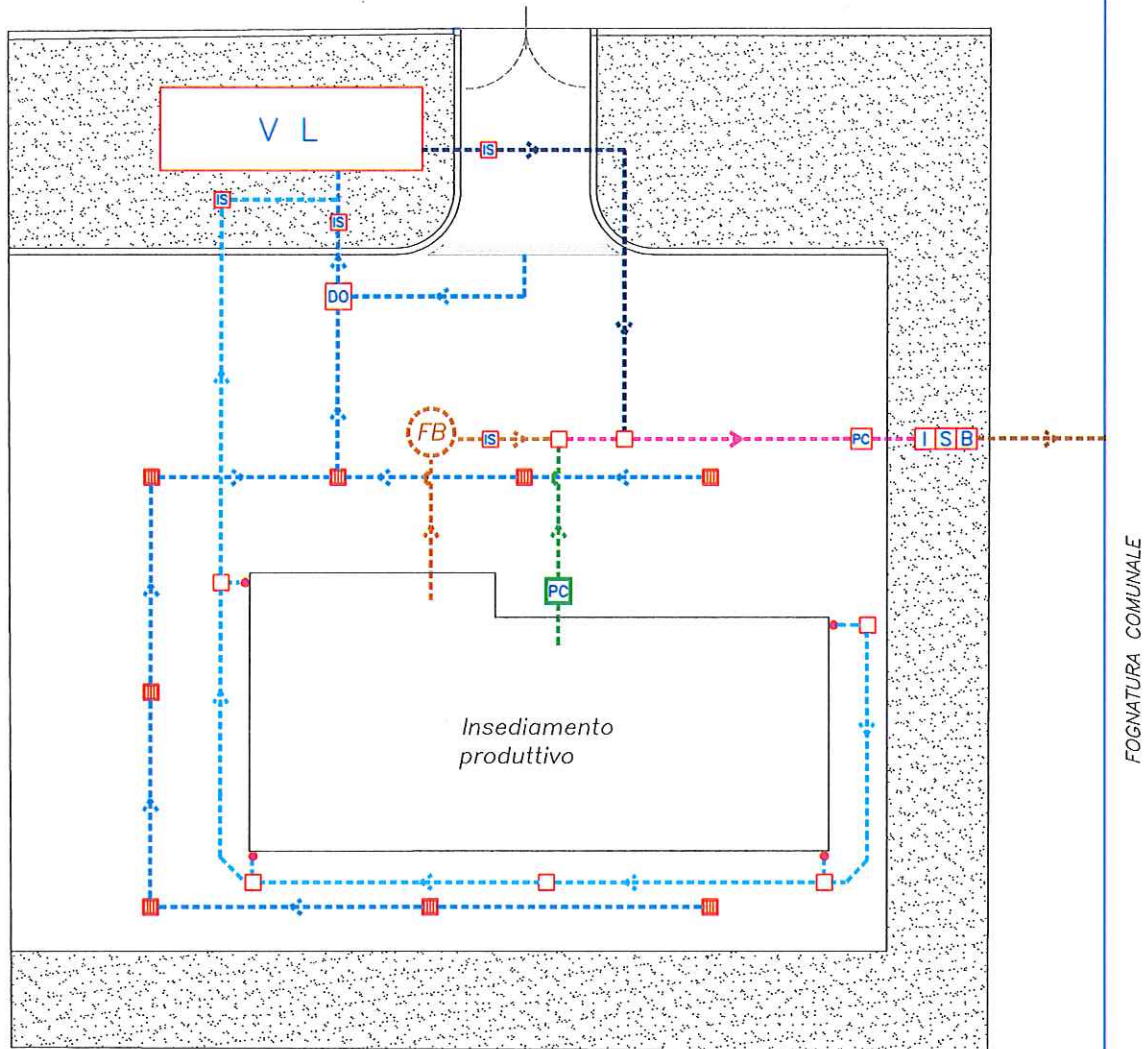 V L
IS
IS
IS
DO
FB
IS
PC
I S B
PC
Insediamento
produttivo
FOGNATURA COMUNALE